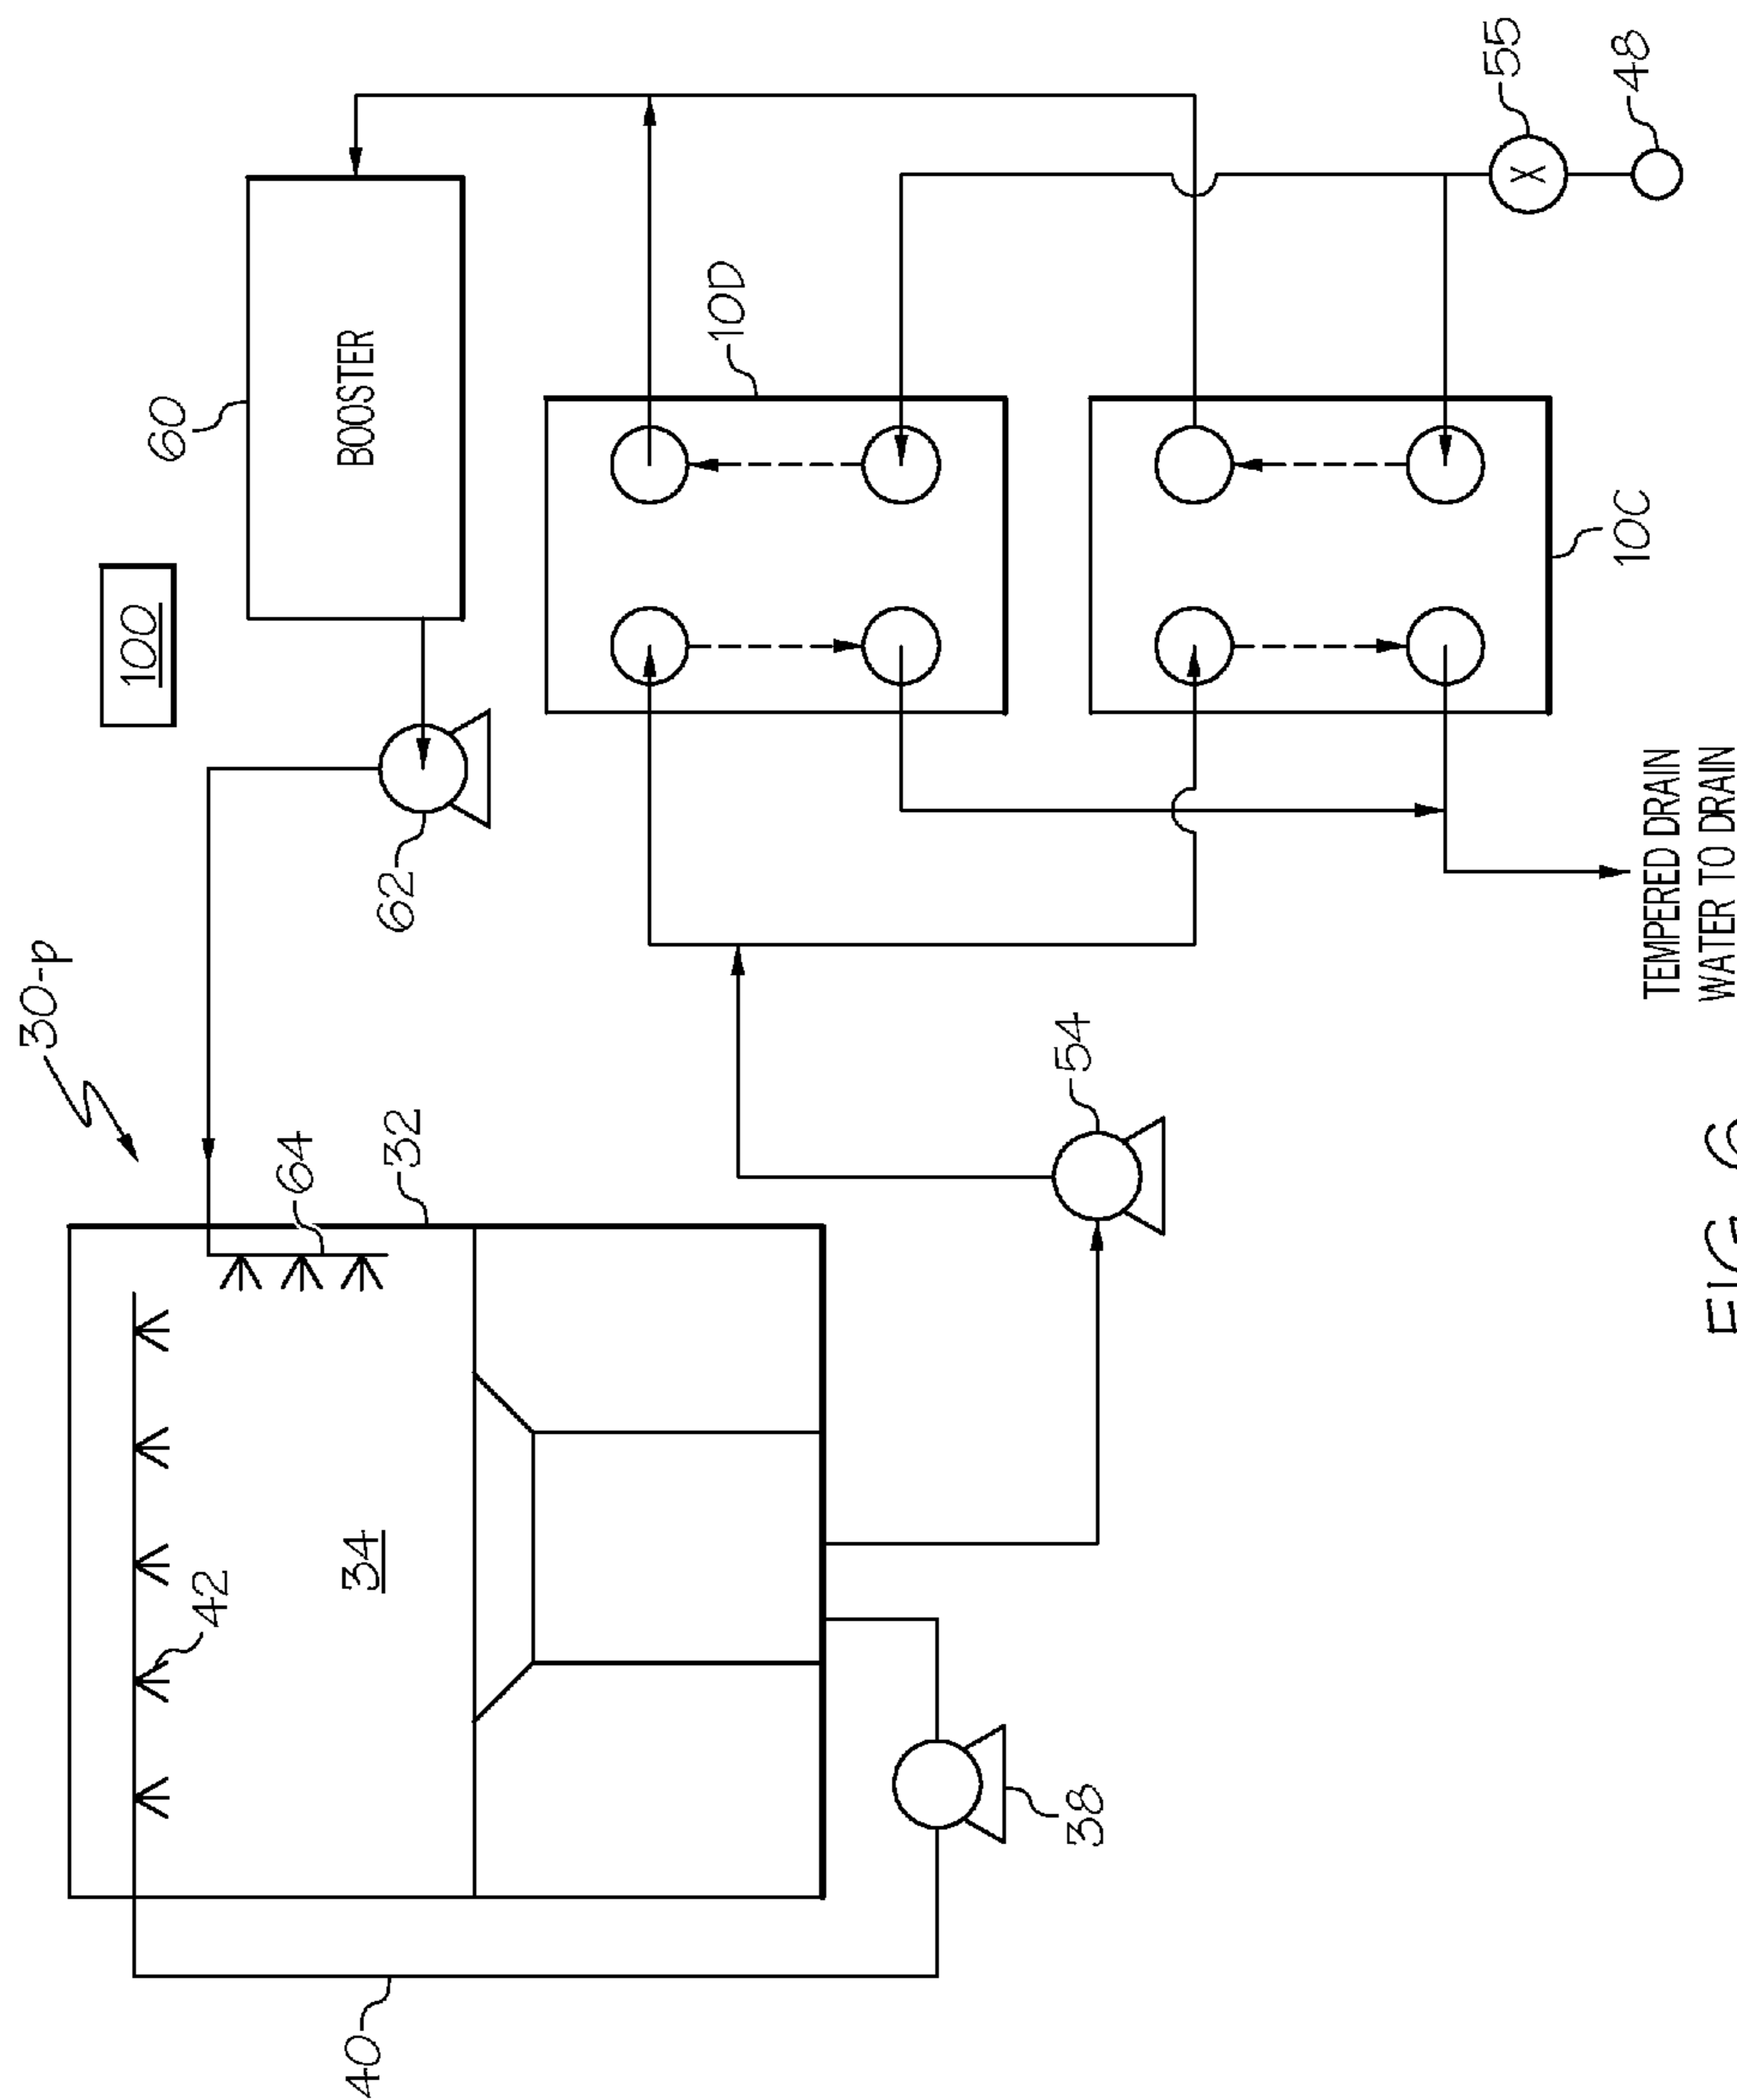 30-p
100
60
BOOSTER
62
64
32
42
34
40
38
54
10D
10C
55
48
TEMPERED DRAIN
WATER TO DRAIN
FIG. 6